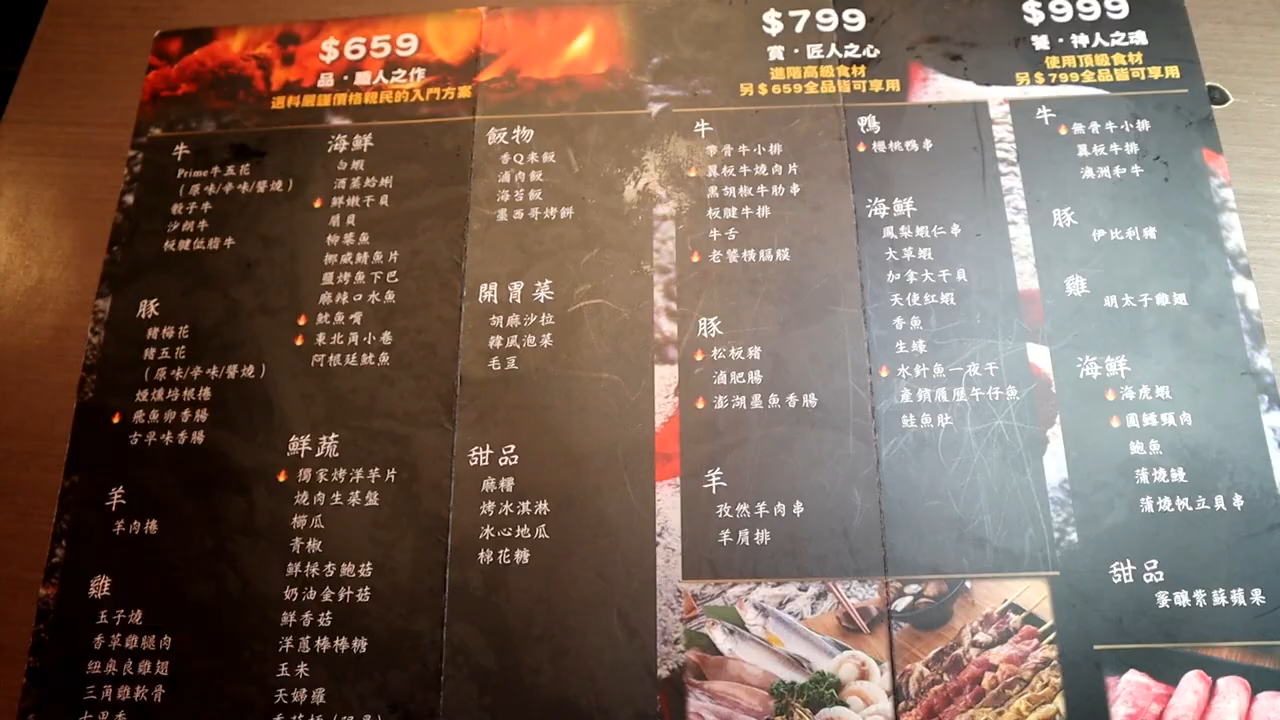 $659
品・職人之作
選料嚴謹價格親民的入門方案
牛
Prime牛五花
(原味/辛味/醬燒)
骰子牛
沙朗牛
板腱低脂牛
豚
豬梅花
豬五花
(原味/辛味/醬燒)
煙燻培根捲
飛魚卵香腸
古早味香腸
羊
羊肉捲
雞
玉子燒
香草雞腿肉
紐奧良雞翅
三角雞軟骨
七里香
海鮮
白蝦
酒蒸蛤蜊
鮮嫩干貝
扇貝
柳葉魚
挪威鯖魚片
鹽烤魚下巴
麻辣口水魚
魷魚嘴
東北角小卷
阿根廷魷魚
鮮蔬
獨家烤洋芋片
燒肉生菜盤
櫛瓜
青椒
鮮採杏鮑菇
奶油金針菇
鮮香菇
洋蔥棒棒糖
玉米
天婦羅
飯物
香Q米飯
滷肉飯
海苔飯
墨西哥烤餅
開胃菜
胡麻沙拉
韓風泡菜
毛豆
甜品
麻糬
烤冰淇淋
冰心地瓜
棉花糖
$799
賞・匠人之心
進階高級食材
另$659全品皆可享用
牛
帶骨牛小排
翼板牛燒肉片
黑胡椒牛肋串
板腱牛排
牛舌
老饕橫膈膜
豚
松板豬
滷肥腸
澎湖墨魚香腸
羊
孜然羊肉串
羊肩排
鴨
櫻桃鴨串
海鮮
鳳梨蝦仁串
大草蝦
加拿大干貝
天使紅蝦
香魚
生蠔
水針魚一夜干
產銷履歷午仔魚
鮭魚肚
$999
饕・神人之魂
使用頂級食材
另$799全品皆可享用
牛
無骨牛小排
翼板牛排
澳洲和牛
豚
伊比利豬
雞
明太子雞翅
海鮮
海虎蝦
圓鱈頸肉
鮑魚
蒲燒鰻
蒲燒帆立貝串
甜品
蜜釀紫蘇蘋果